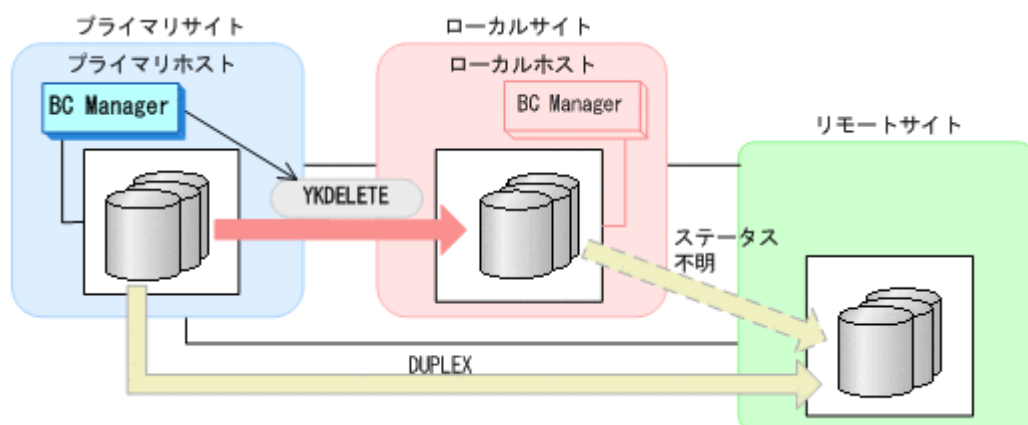 プライマリサイト
ローカルサイト
プライマリホスト
ローカルホスト
BC Manager
BC Manager
リモートサイト
YKDELETE
ステータス
不明
DUPLEX